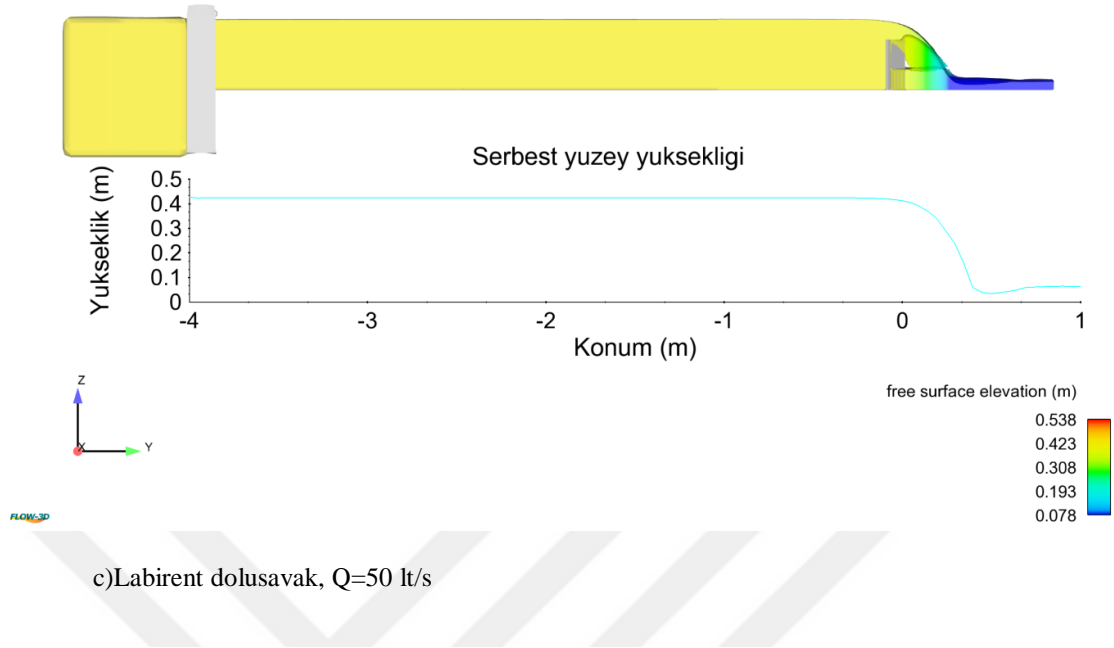 Serbest yuzey yuksekligi
Yukseklik (m)
0.5
0.4
0.3
0.2
0.1
0
-4 -3 -2 -1 0 1
Konum (m)
Z
X Y
free surface elevation (m)
0.538
0.423
0.308
0.193
0.078
FLOW-3D
c)Labirent dolusavak, Q=50 lt/s